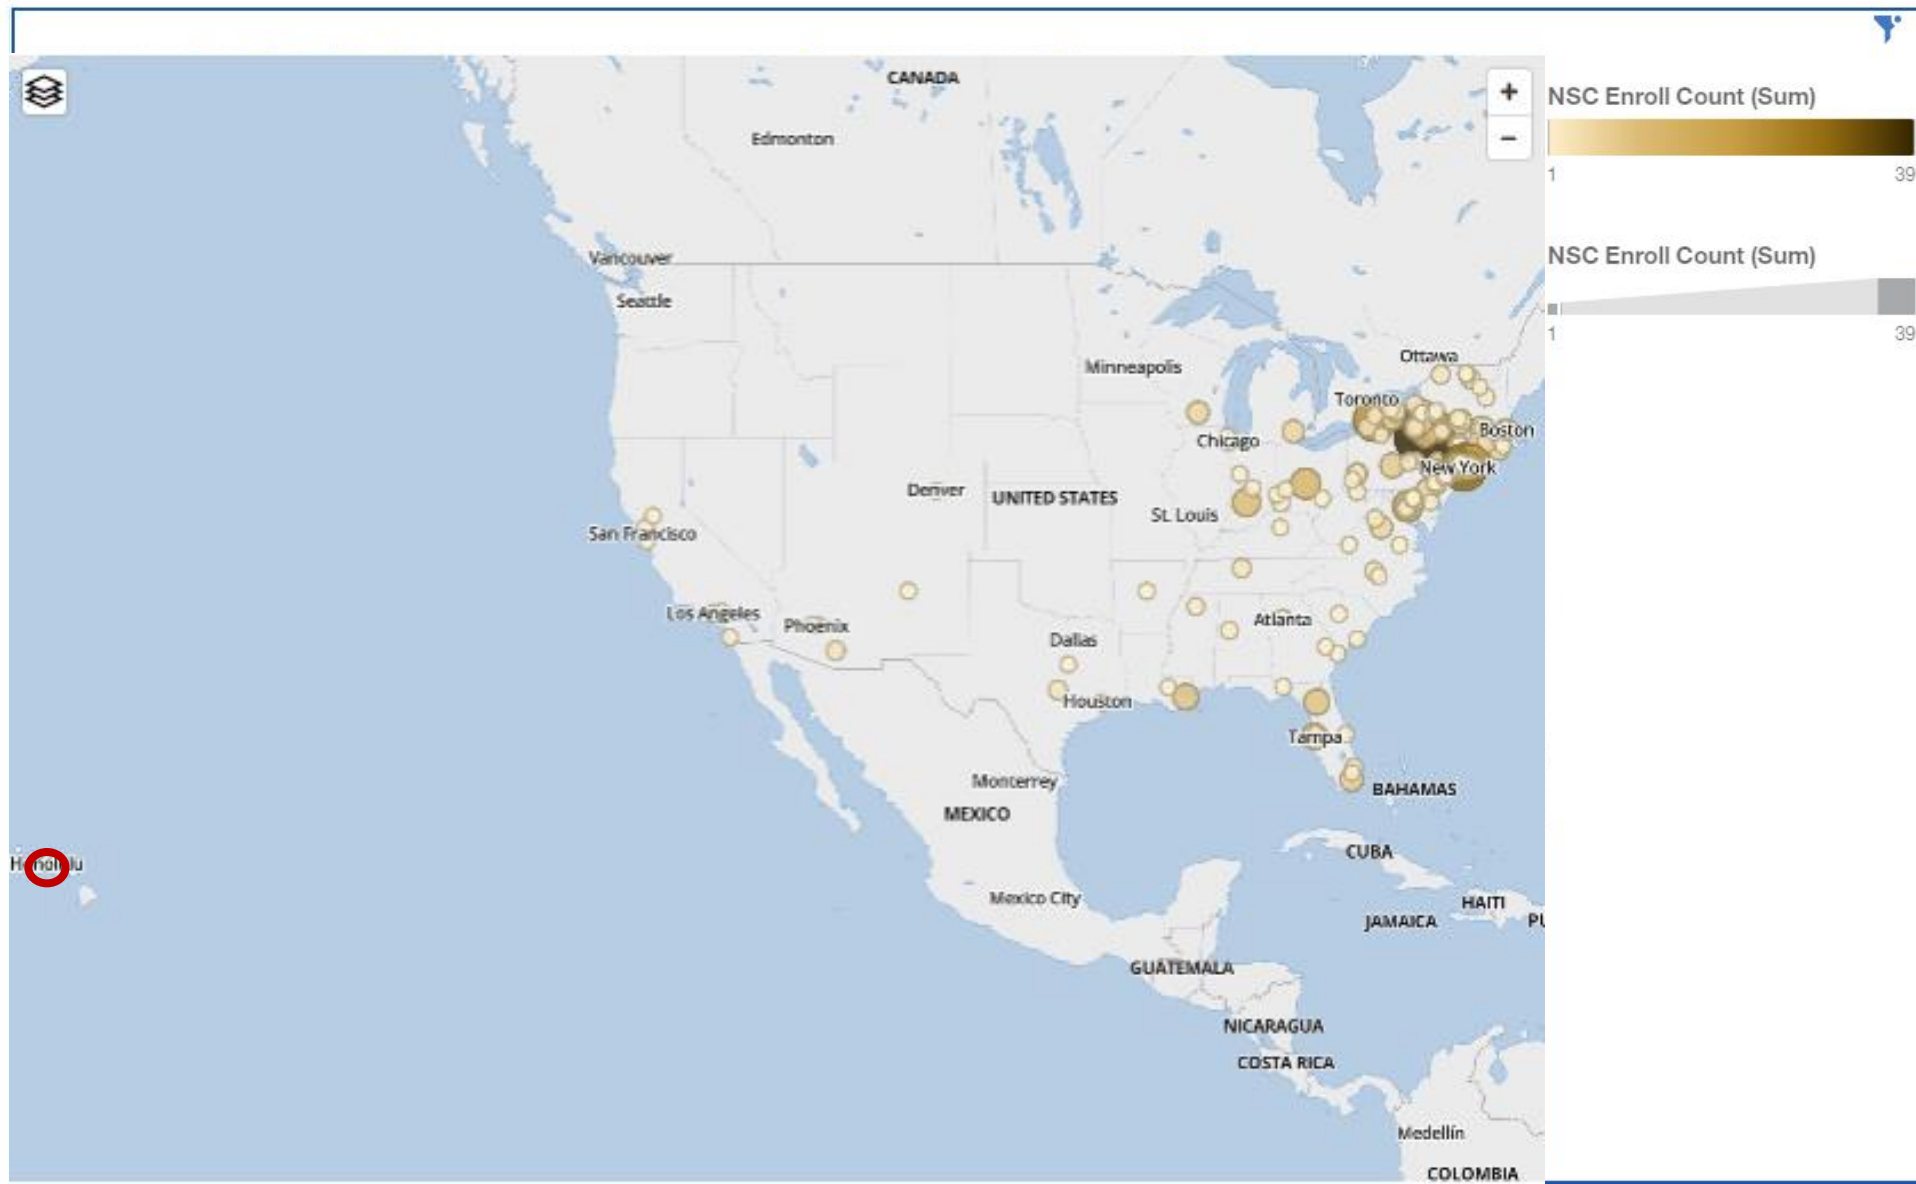 CANADA
+
NSC Enroll Count (Sum)
Edmonton
−
1 39
Vancouver
NSC Enroll Count (Sum)
Seattle
1 39
Ottawa
Minneapolis
Toronto
Boston
Chicago
New York
Denver
UNITED STATES
St. Louis
San Francisco
Los Angeles
Phoenix
Atlanta
Dallas
Houston
Tampa
Monterrey
BAHAMAS
MEXICO
CUBA
Honolulu
Mexico City
HAITI
JAMAICA
PU
GUATEMALA
NICARAGUA
COSTA RICA
Medellín
COLOMBIA